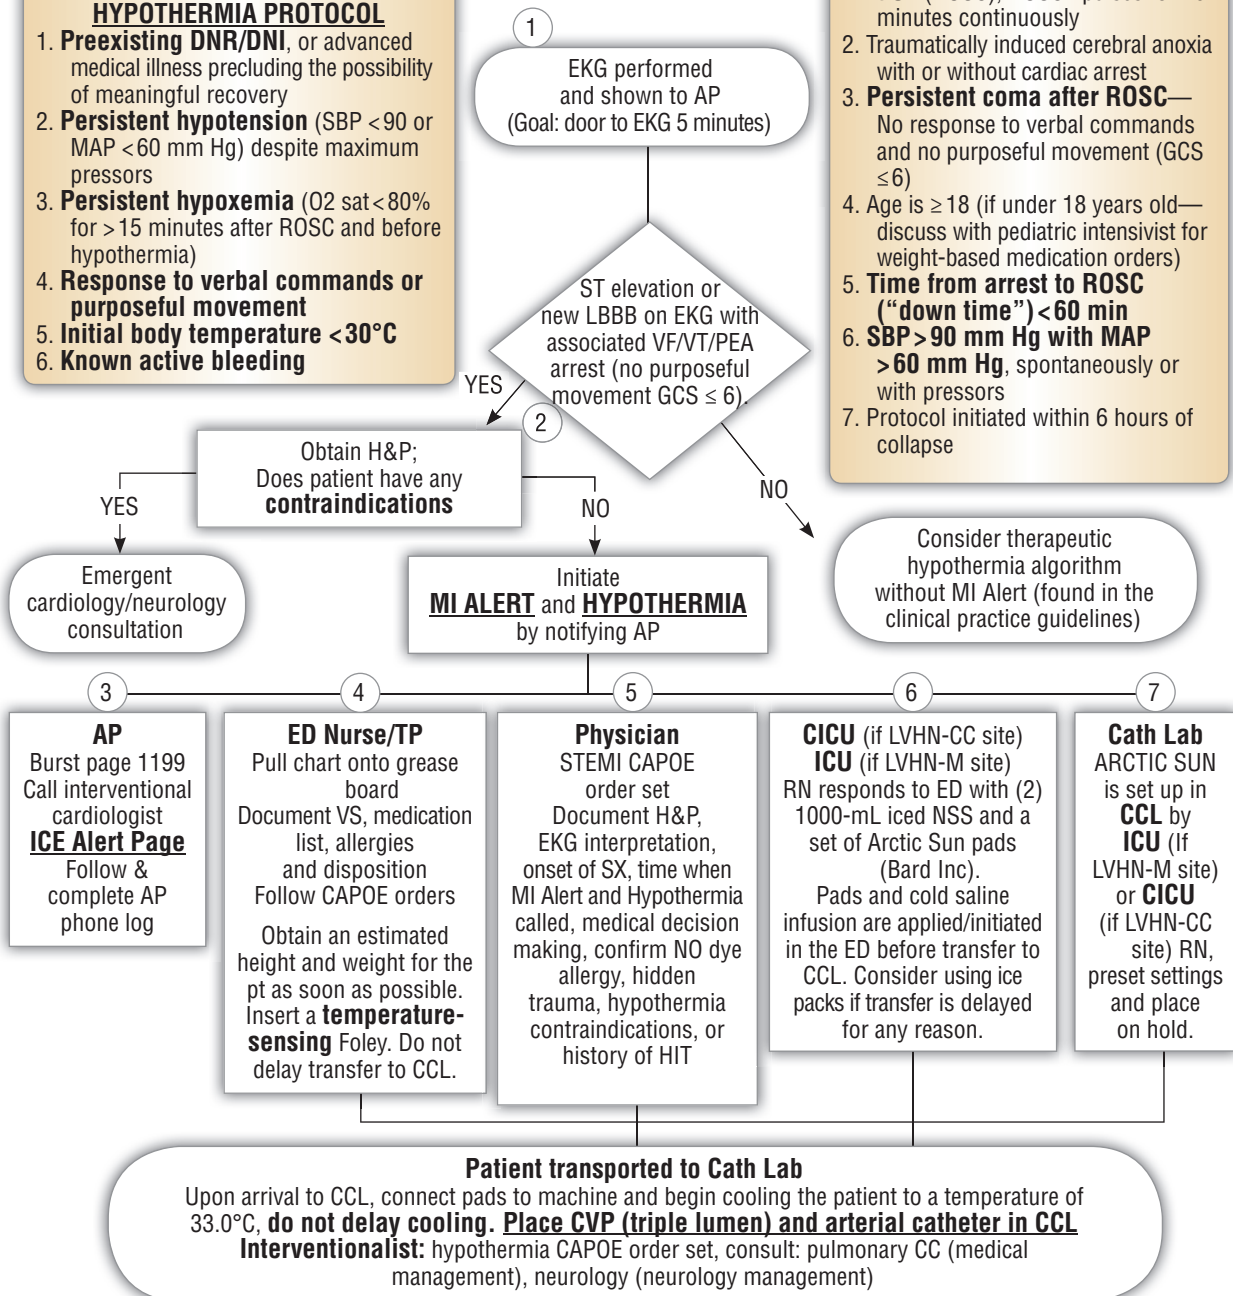 HYPOTHERMIA PROTOCOL
1. Preexisting DNR/DNI, or advanced
medical illness precluding the possibility
of meaningful recovery
2. Persistent hypotension (SBP <90 or
MAP <60 mm Hg) despite maximum
pressors
3. Persistent hypoxemia (O2 sat<80%
for >15 minutes after ROSC and before
hypothermia)
4. Response to verbal commands or
purposeful movement
5. Initial body temperature <30°C
6. Known active bleeding
1
EKG performed
and shown to AP
(Goal: door to EKG 5 minutes)
minutes continuously
2. Traumatically induced cerebral anoxia
with or without cardiac arrest
3. Persistent coma after ROSC—
No response to verbal commands
and no purposeful movement (GCS
≤6)
4. Age is ≥18 (if under 18 years old—
discuss with pediatric intensivist for
weight-based medication orders)
5. Time from arrest to ROSC
(“down time”)<60 min
6. SBP>90 mm Hg with MAP
>60 mm Hg, spontaneously or
with pressors
7. Protocol initiated within 6 hours of
collapse
ST elevation or
new LBBB on EKG with
associated VF/VT/PEA
arrest (no purposeful
movement GCS ≤ 6).
YES
2
NO
Obtain H&P;
Does patient have any
contraindications
YES
NO
Emergent
cardiology/neurology
consultation
Initiate
MI ALERT and HYPOTHERMIA
by notifying AP
Consider therapeutic
hypothermia algorithm
without MI Alert (found in the
clinical practice guidelines)
3
AP
Burst page 1199
Call interventional
cardiologist
ICE Alert Page
Follow &
complete AP
phone log
4
ED Nurse/TP
Pull chart onto grease
board
Document VS, medication
list, allergies
and disposition
Follow CAPOE orders
Obtain an estimated
height and weight for the
pt as soon as possible.
Insert a temperature-
sensing Foley. Do not
delay transfer to CCL.
5
Physician
STEMI CAPOE
order set
Document H&P,
EKG interpretation,
onset of SX, time when
MI Alert and Hypothermia
called, medical decision
making, confirm NO dye
allergy, hidden
trauma, hypothermia
contraindications, or
history of HIT
6
CICU (if LVHN-CC site)
ICU (if LVHN-M site)
RN responds to ED with (2)
1000-mL iced NSS and a
set of Arctic Sun pads
(Bard Inc).
Pads and cold saline
infusion are applied/initiated
in the ED before transfer to
CCL. Consider using ice
packs if transfer is delayed
for any reason.
7
Cath Lab
ARCTIC SUN
is set up in
CCL by
ICU (If
LVHN-M site)
or CICU
(if LVHN-CC
site) RN,
preset settings
and place
on hold.
Patient transported to Cath Lab
Upon arrival to CCL, connect pads to machine and begin cooling the patient to a temperature of
33.0°C, do not delay cooling. Place CVP (triple lumen) and arterial catheter in CCL
Interventionalist: hypothermia CAPOE order set, consult: pulmonary CC (medical
management), neurology (neurology management)